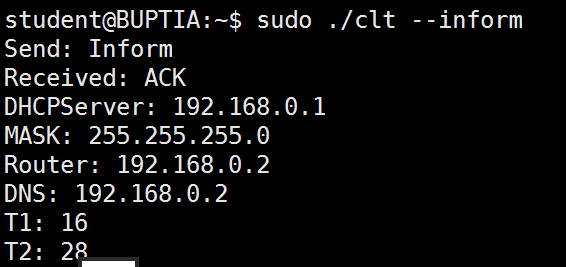 student@BUPTIA:~$ sudo ./clt --inform
Send: Inform
Received: ACK
DHCPServer: 192.168.0.1
MASK: 255.255.255.0
Router: 192.168.0.2
DNS: 192.168.0.2
T1: 16
T2: 28